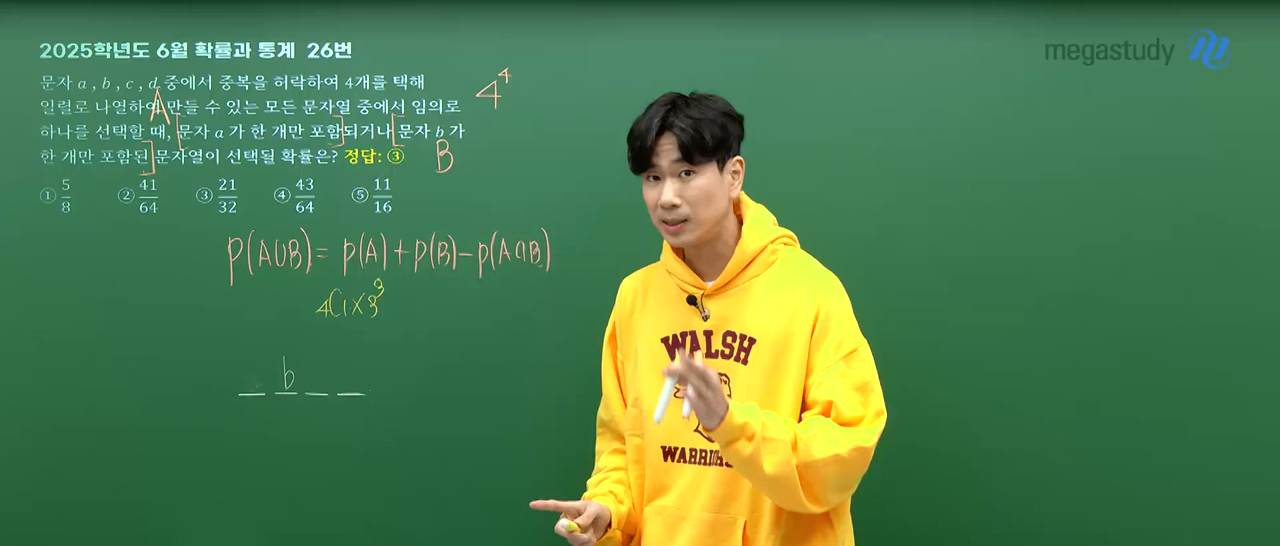 2025학년도 6월 확률과 통계 26번
megastudy
문자 a, b, c, d 중에서 중복을 허락하여 4개를 택해
4⁴
일렬로 나열하여 만들 수 있는 모든 문자열 중에서 임의로
A
하나를 선택할 때, [문자 a가 한 개만 포함]되거나 [문자 b가
한 개만 포함된] 문자열이 선택될 확률은? 정답: ③
B
① 5/8 ② 41/64 ③ 21/32 ④ 43/64 ⑤ 11/16
P(A∪B) = P(A) + P(B) − P(A∩B)
₄C₁×3³
b
WALSH
WARRIORS